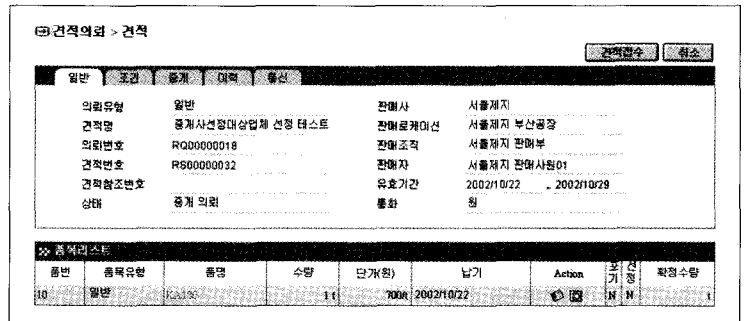 견적의뢰 > 견적
견적접수 취소
일반 조건 중개 이력 통신
의뢰유형 일반 판매사 서울제지
견적명 중개사선정대상업체 선정 테스트 판매로케이션 서울제지 부산공장
의뢰번호 RQ00000018 판매조직 서울제지 판매부
견적번호 RS00000032 판매자 서울제지 판매사원01
견적참조번호 유효기간 2002/10/22 - 2002/10/29
상태 중개 의뢰 통화 원
품목리스트
품번 품목유형 품명 수량 단가(원) 납기 Action 선정 확정수량
10 일반 2002/10/22 N N